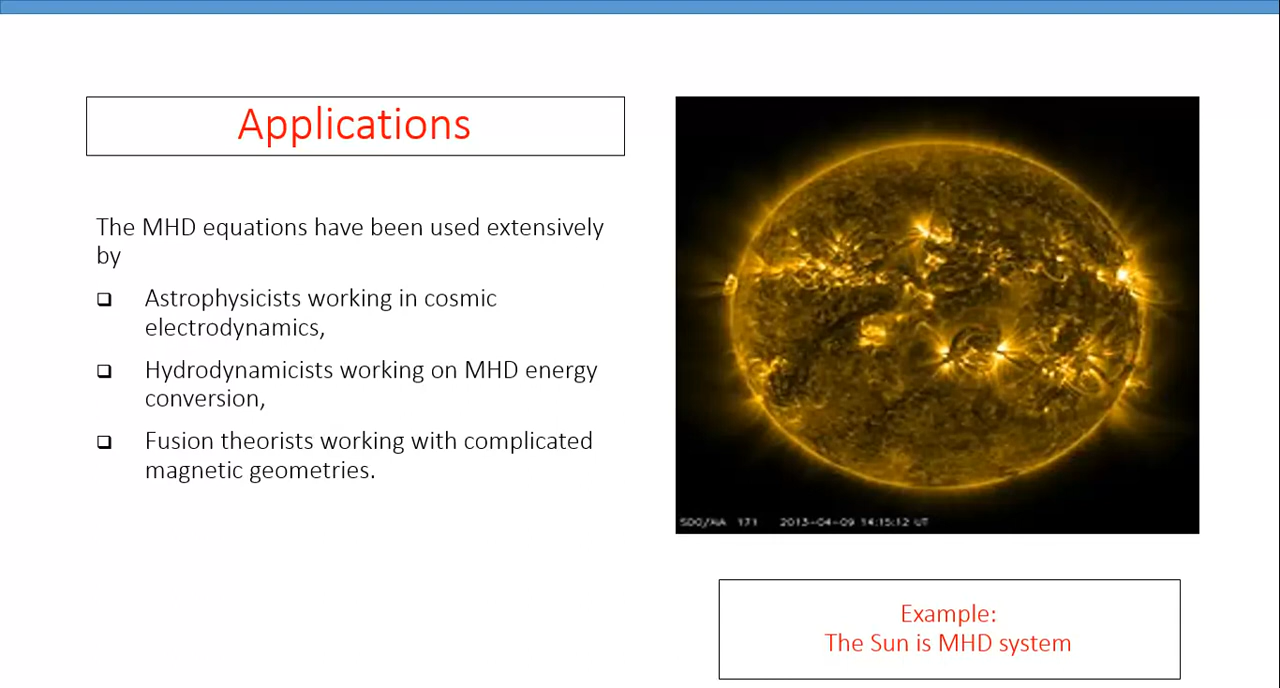 Applications
The MHD equations have been used extensively
by
❑ Astrophysicists working in cosmic
electrodynamics,
❑ Hydrodynamicists working on MHD energy
conversion,
❑ Fusion theorists working with complicated
magnetic geometries.
SDO/AIA 171 2013-04-09 14:15:12 UT
Example:
The Sun is MHD system